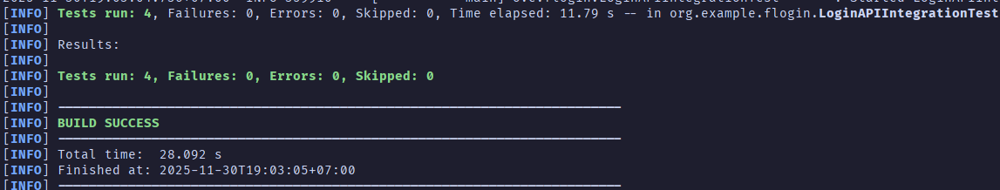 [INFO] Tests run: 4, Failures: 0, Errors: 0, Skipped: 0, Time elapsed: 11.79 s -- in org.example.flogin.LoginAPIIntegrationTest
[INFO]
[INFO] Results:
[INFO]
[INFO] Tests run: 4, Failures: 0, Errors: 0, Skipped: 0
[INFO]
[INFO] ------------------------------------------------------------------------
[INFO] BUILD SUCCESS
[INFO] ------------------------------------------------------------------------
[INFO] Total time:  28.092 s
[INFO] Finished at: 2025-11-30T19:03:05+07:00
[INFO] ------------------------------------------------------------------------